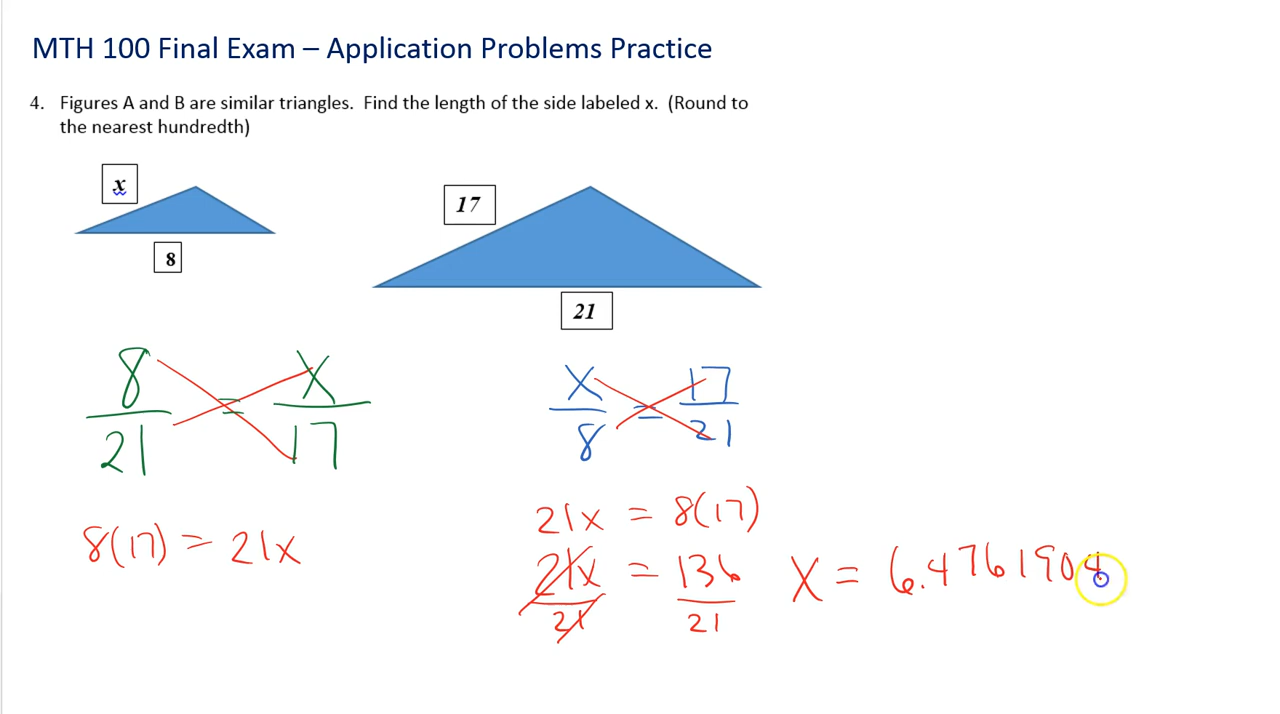 MTH 100 Final Exam – Application Problems Practice
4. Figures A and B are similar triangles. Find the length of the side labeled x. (Round to
the nearest hundredth)
x
8
17
21
8/21 = x/17
8(17) = 21x
x/8 = 17/21
21x = 8(17)
21x/21 = 136/21
x = 6.4761904